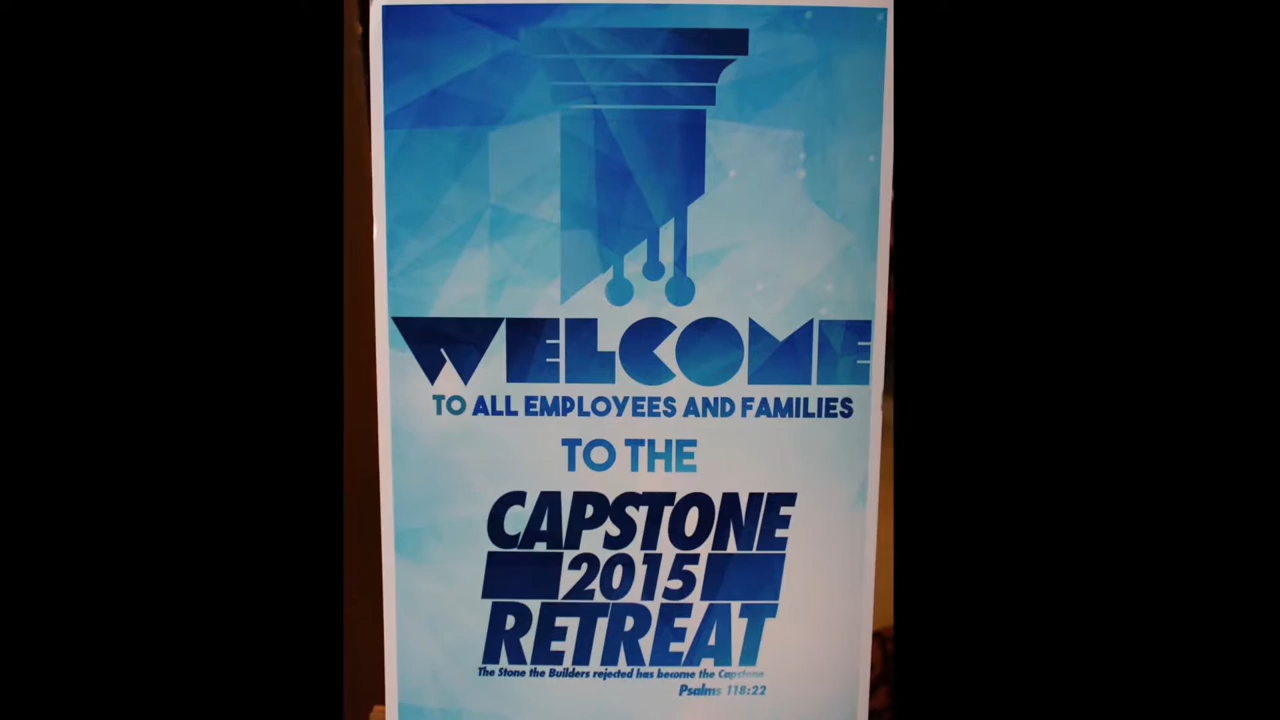 WELCOME
TO ALL EMPLOYEES AND FAMILIES
TO THE
CAPSTONE
2015
RETREAT
The Stone the Builders rejected has become the Capstone
Psalms 118:22